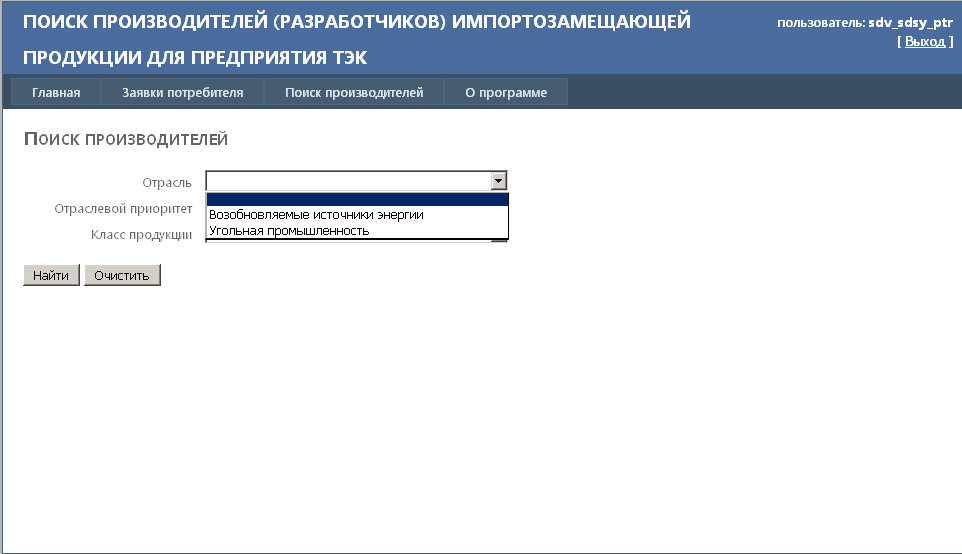 ПОИСК ПРОИЗВОДИТЕЛЕЙ (РАЗРАБОТЧИКОВ) ИМПОРТОЗАМЕЩАЮЩЕЙ
ПРОДУКЦИИ ДЛЯ ПРЕДПРИЯТИЯ ТЭК
пользователь: sdv_sdsy_ptr
[ Выход ]
Главная Заявки потребителя Поиск производителей О программе
Поиск производителей
Отрасль
Отраслевой приоритет
Возобновляемые источники энергии
Класс продукции
Угольная промышленность
Найти Очистить